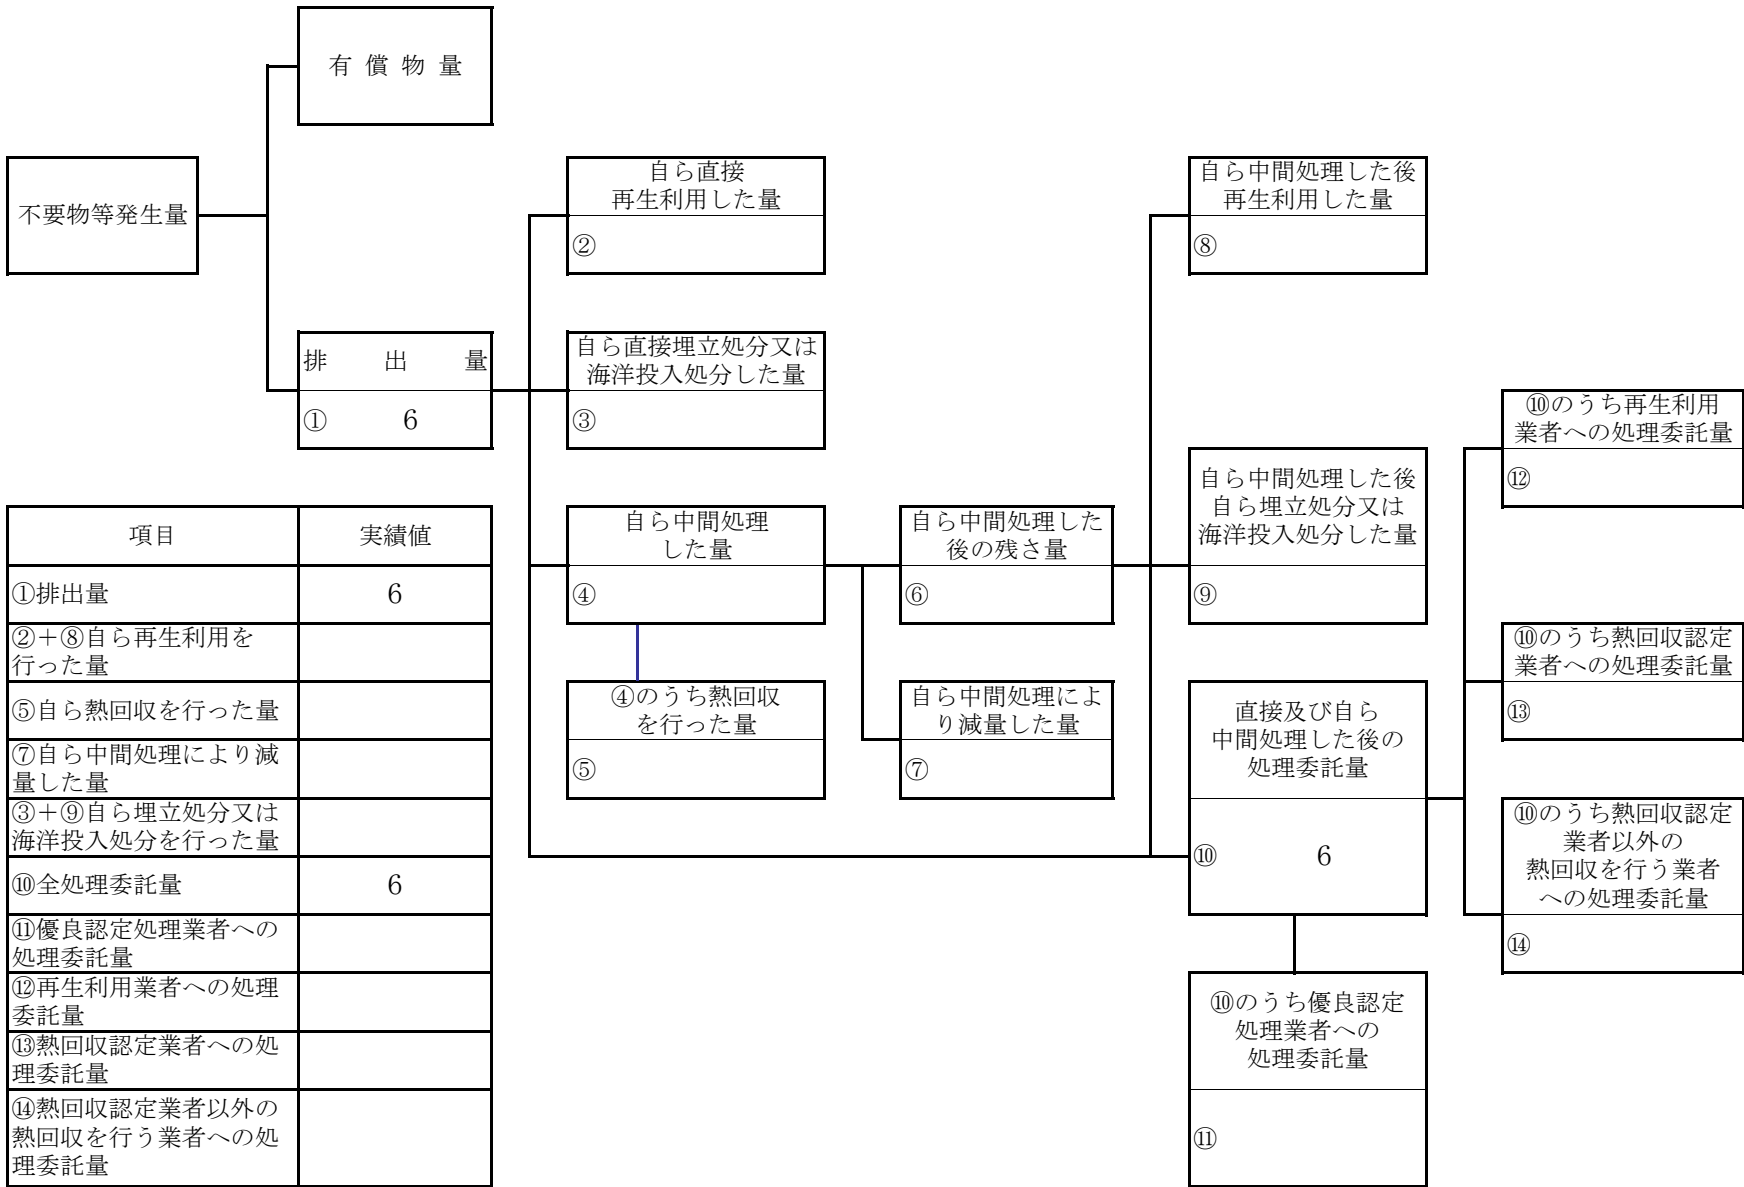 有 償 物 量
不要物等発生量
自ら直接
再生利用した量
②
自ら中間処理した後
再生利用した量
⑧
排 出 量
① 6
自ら直接埋立処分又は
海洋投入処分した量
③
⑩のうち再生利用
業者への処理委託量
⑫
自ら中間処理
した量
④
自ら中間処理した
後の残さ量
⑥
自ら中間処理した後
自ら埋立処分又は
海洋投入処分した量
⑨
⑩のうち熱回収認定
業者への処理委託量
⑬
④のうち熱回収
を行った量
⑤
自ら中間処理によ
り減量した量
⑦
直接及び自ら
中間処理した後の
処理委託量
⑩ 6
⑩のうち熱回収認定
業者以外の
熱回収を行う業者
への処理委託量
⑭
⑩のうち優良認定
処理業者への
処理委託量
⑪
項目 実績値
①排出量 6
②+⑧自ら再生利用を
行った量
⑤自ら熱回収を行った量
⑦自ら中間処理により減
量した量
③+⑨自ら埋立処分又は
海洋投入処分を行った量
⑩全処理委託量 6
⑪優良認定処理業者への
処理委託量
⑫再生利用業者への処理
委託量
⑬熱回収認定業者への処
理委託量
⑭熱回収認定業者以外の
熱回収を行う業者への処
理委託量